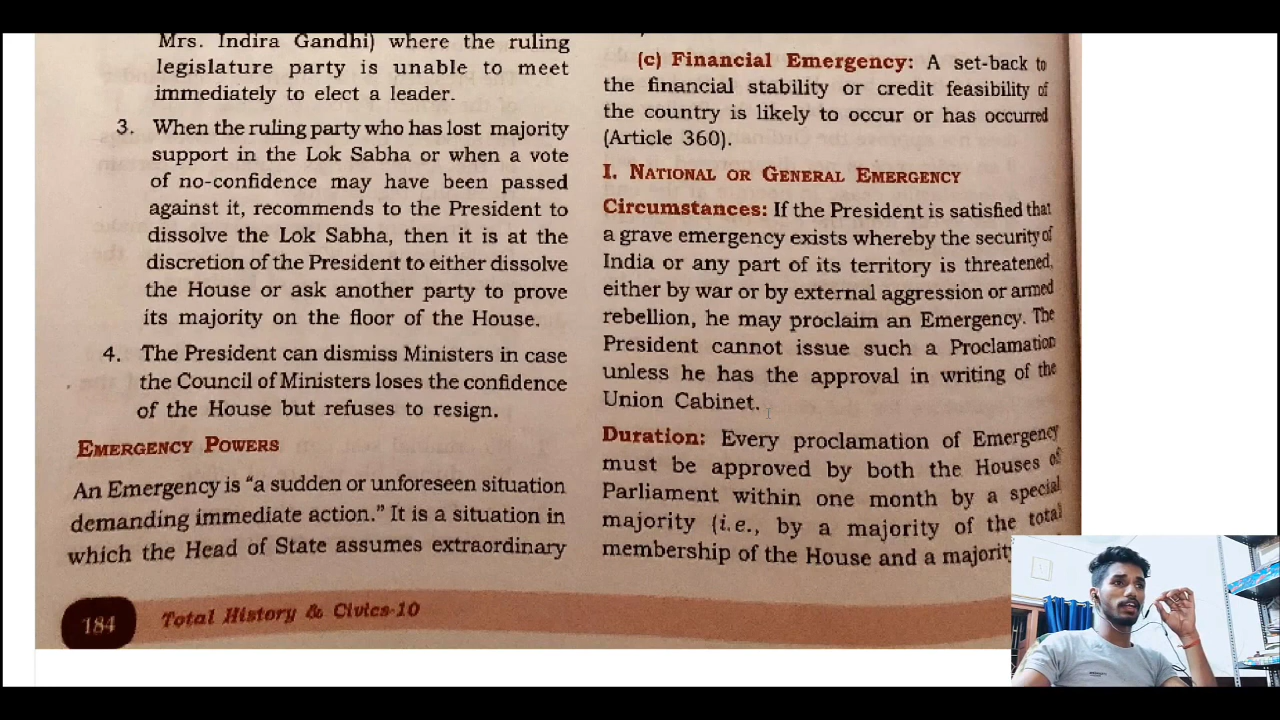 Mrs. Indira Gandhi) where the ruling
legislature party is unable to meet
immediately to elect a leader.
3. When the ruling party who has lost majority
support in the Lok Sabha or when a vote
of no-confidence may have been passed
against it, recommends to the President to
dissolve the Lok Sabha, then it is at the
discretion of the President to either dissolve
the House or ask another party to prove
its majority on the floor of the House.
4. The President can dismiss Ministers in case
the Council of Ministers loses the confidence
of the House but refuses to resign.
EMERGENCY POWERS
An Emergency is "a sudden or unforeseen situation
demanding immediate action." It is a situation in
which the Head of State assumes extraordinary
(c) Financial Emergency: A set-back to
the financial stability or credit feasibility of
the country is likely to occur or has occurred
(Article 360).
I. NATIONAL OR GENERAL EMERGENCY
Circumstances: If the President is satisfied that
a grave emergency exists whereby the security of
India or any part of its territory is threatened,
either by war or by external aggression or armed
rebellion, he may proclaim an Emergency. The
President cannot issue such a Proclamation
unless he has the approval in writing of the
Union Cabinet.
Duration: Every proclamation of Emergency
must be approved by both the Houses of
Parliament within one month by a special
majority (i.e., by a majority of the total
membership of the House and a majority
184 Total History & Civics-10